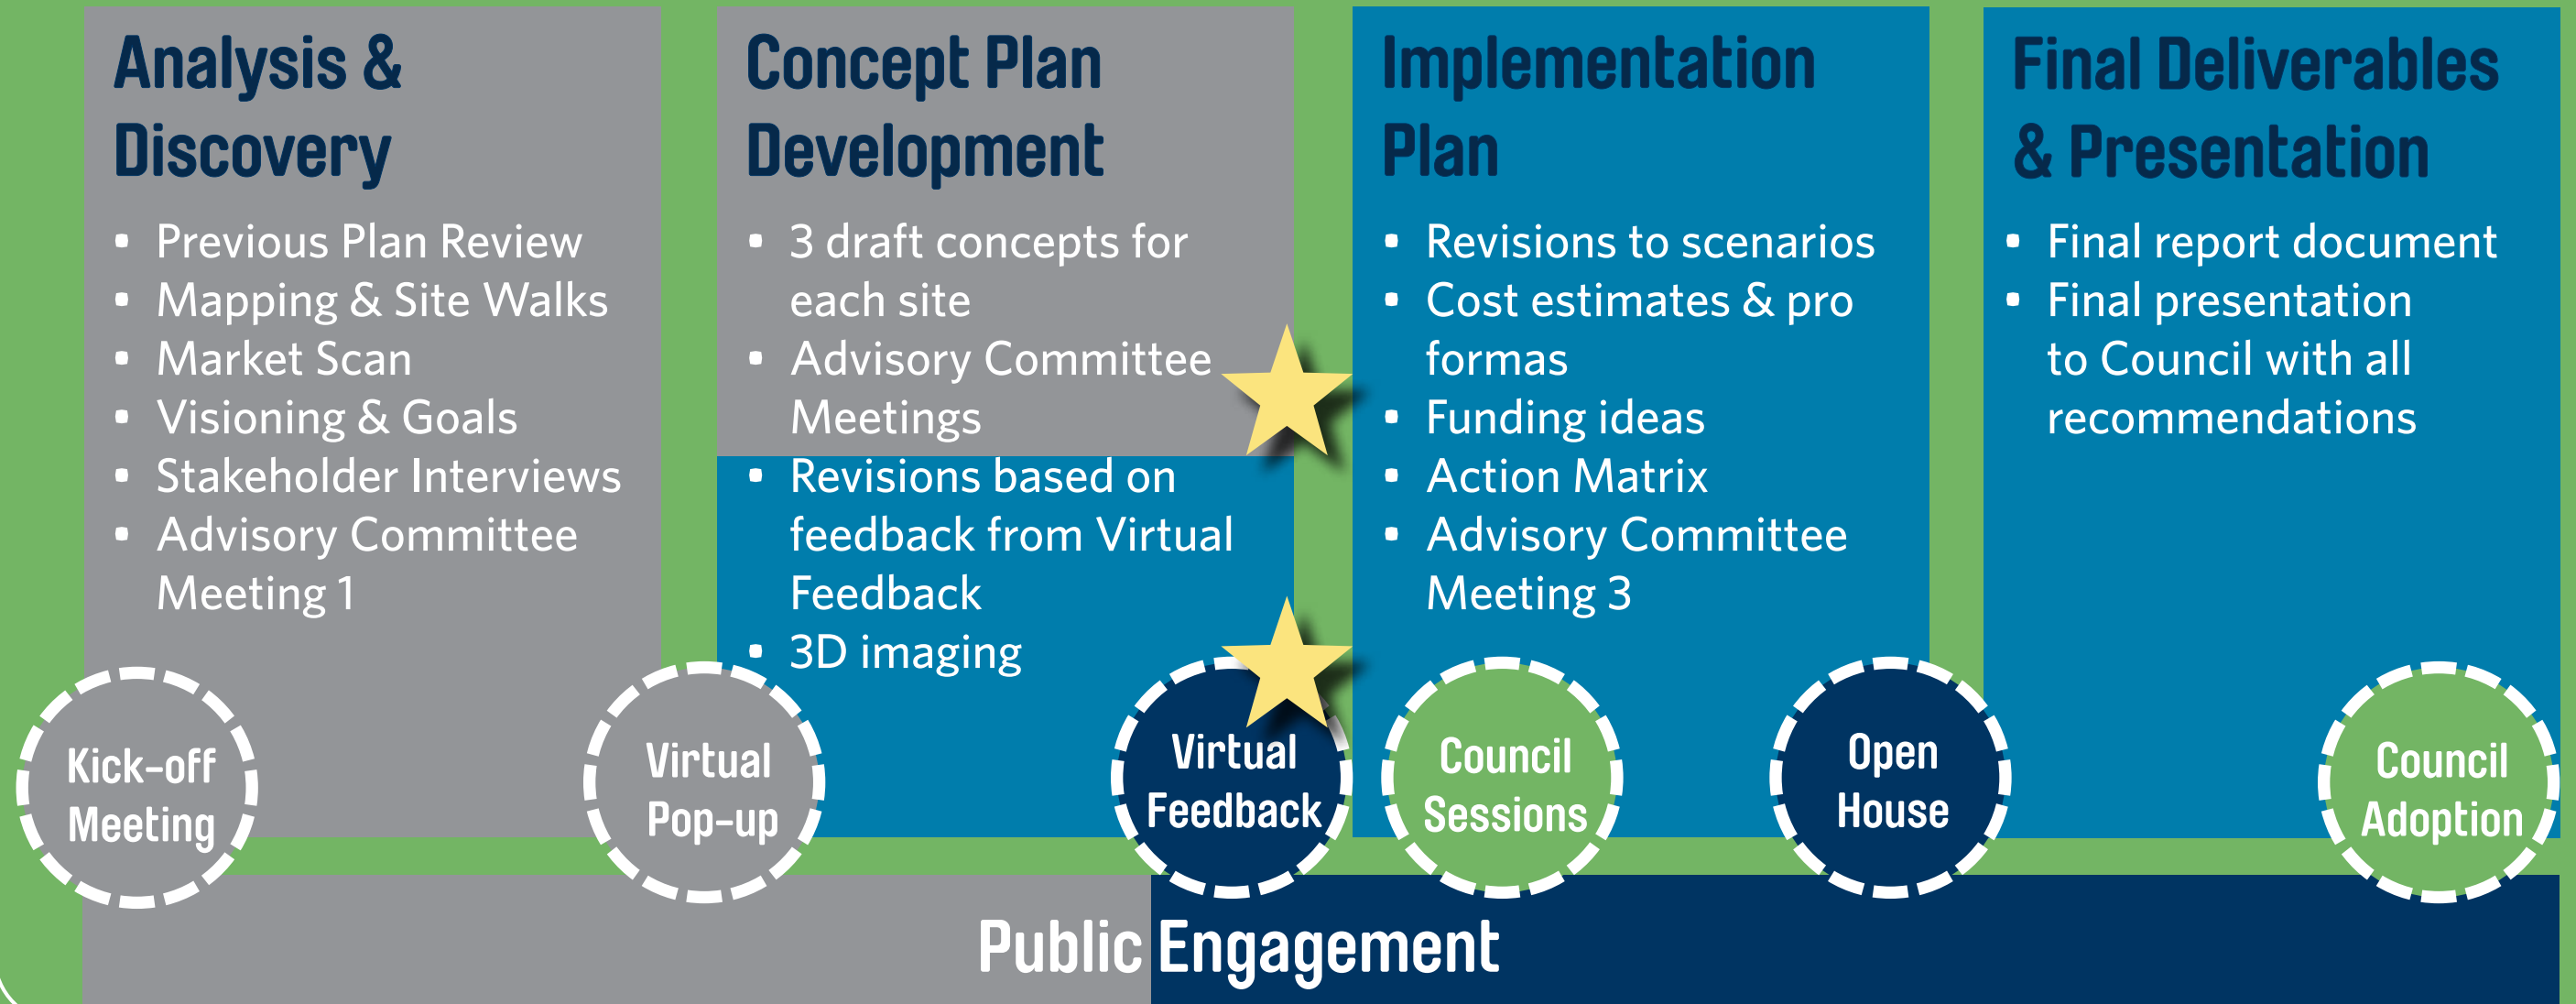 Analysis &
Discovery
• Previous Plan Review
• Mapping & Site Walks
• Market Scan
• Visioning & Goals
• Stakeholder Interviews
• Advisory Committee
Meeting 1
Concept Plan
Development
• 3 draft concepts for
each site
• Advisory Committee
Meetings
• Revisions based on
feedback from Virtual
Feedback
• 3D imaging
Implementation
Plan
• Revisions to scenarios
• Cost estimates & pro
formas
• Funding ideas
• Action Matrix
• Advisory Committee
Meeting 3
Final Deliverables
& Presentation
• Final report document
• Final presentation
to Council with all
recommendations
Kick-off
Meeting
Virtual
Pop-up
Virtual
Feedback
Council
Sessions
Open
House
Council
Adoption
Public Engagement